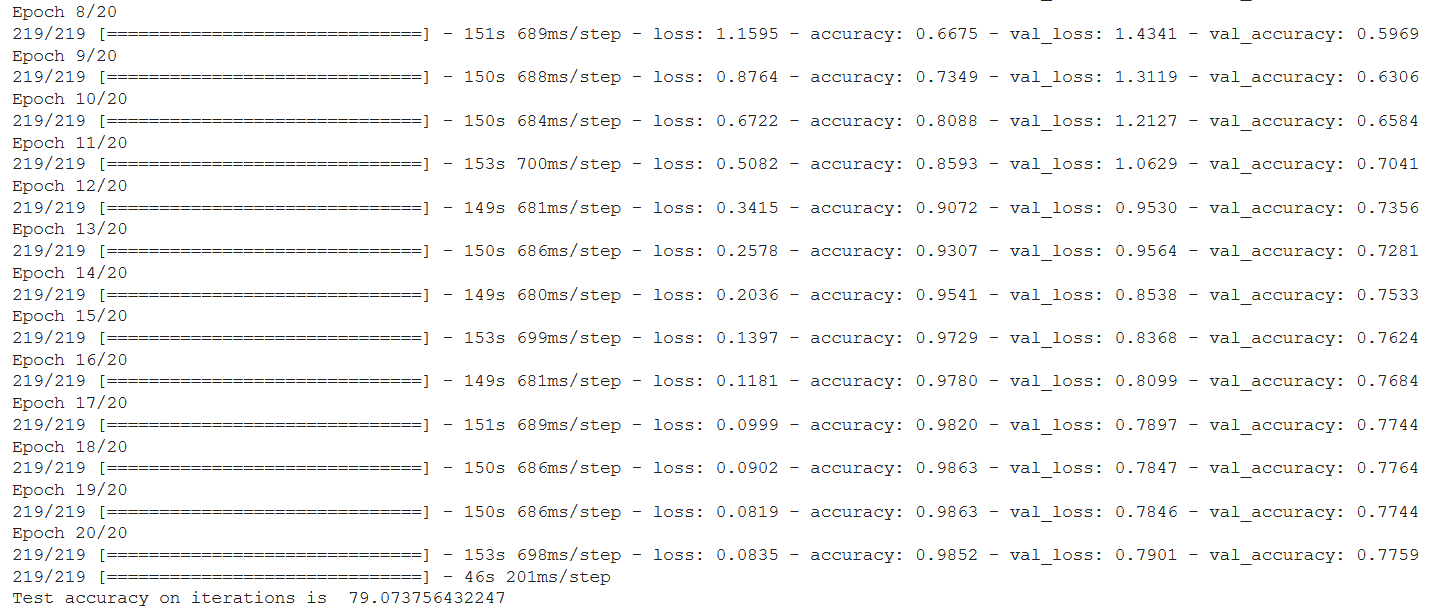 Epoch 8/20
219/219 [==============================] - 151s 689ms/step - loss: 1.1595 - accuracy: 0.6675 - val_loss: 1.4341 - val_accuracy: 0.5969
Epoch 9/20
219/219 [==============================] - 150s 688ms/step - loss: 0.8764 - accuracy: 0.7349 - val_loss: 1.3119 - val_accuracy: 0.6306
Epoch 10/20
219/219 [==============================] - 150s 684ms/step - loss: 0.6722 - accuracy: 0.8088 - val_loss: 1.2127 - val_accuracy: 0.6584
Epoch 11/20
219/219 [==============================] - 153s 700ms/step - loss: 0.5082 - accuracy: 0.8593 - val_loss: 1.0629 - val_accuracy: 0.7041
Epoch 12/20
219/219 [==============================] - 149s 681ms/step - loss: 0.3415 - accuracy: 0.9072 - val_loss: 0.9530 - val_accuracy: 0.7356
Epoch 13/20
219/219 [==============================] - 150s 686ms/step - loss: 0.2578 - accuracy: 0.9307 - val_loss: 0.9564 - val_accuracy: 0.7281
Epoch 14/20
219/219 [==============================] - 149s 680ms/step - loss: 0.2036 - accuracy: 0.9541 - val_loss: 0.8538 - val_accuracy: 0.7533
Epoch 15/20
219/219 [==============================] - 153s 699ms/step - loss: 0.1397 - accuracy: 0.9729 - val_loss: 0.8368 - val_accuracy: 0.7624
Epoch 16/20
219/219 [==============================] - 149s 681ms/step - loss: 0.1181 - accuracy: 0.9780 - val_loss: 0.8099 - val_accuracy: 0.7684
Epoch 17/20
219/219 [==============================] - 151s 689ms/step - loss: 0.0999 - accuracy: 0.9820 - val_loss: 0.7897 - val_accuracy: 0.7744
Epoch 18/20
219/219 [==============================] - 150s 686ms/step - loss: 0.0902 - accuracy: 0.9863 - val_loss: 0.7847 - val_accuracy: 0.7764
Epoch 19/20
219/219 [==============================] - 150s 686ms/step - loss: 0.0819 - accuracy: 0.9863 - val_loss: 0.7846 - val_accuracy: 0.7744
Epoch 20/20
219/219 [==============================] - 153s 698ms/step - loss: 0.0835 - accuracy: 0.9852 - val_loss: 0.7901 - val_accuracy: 0.7759
219/219 [==============================] - 46s 201ms/step
Test accuracy on iterations is  79.073756432247